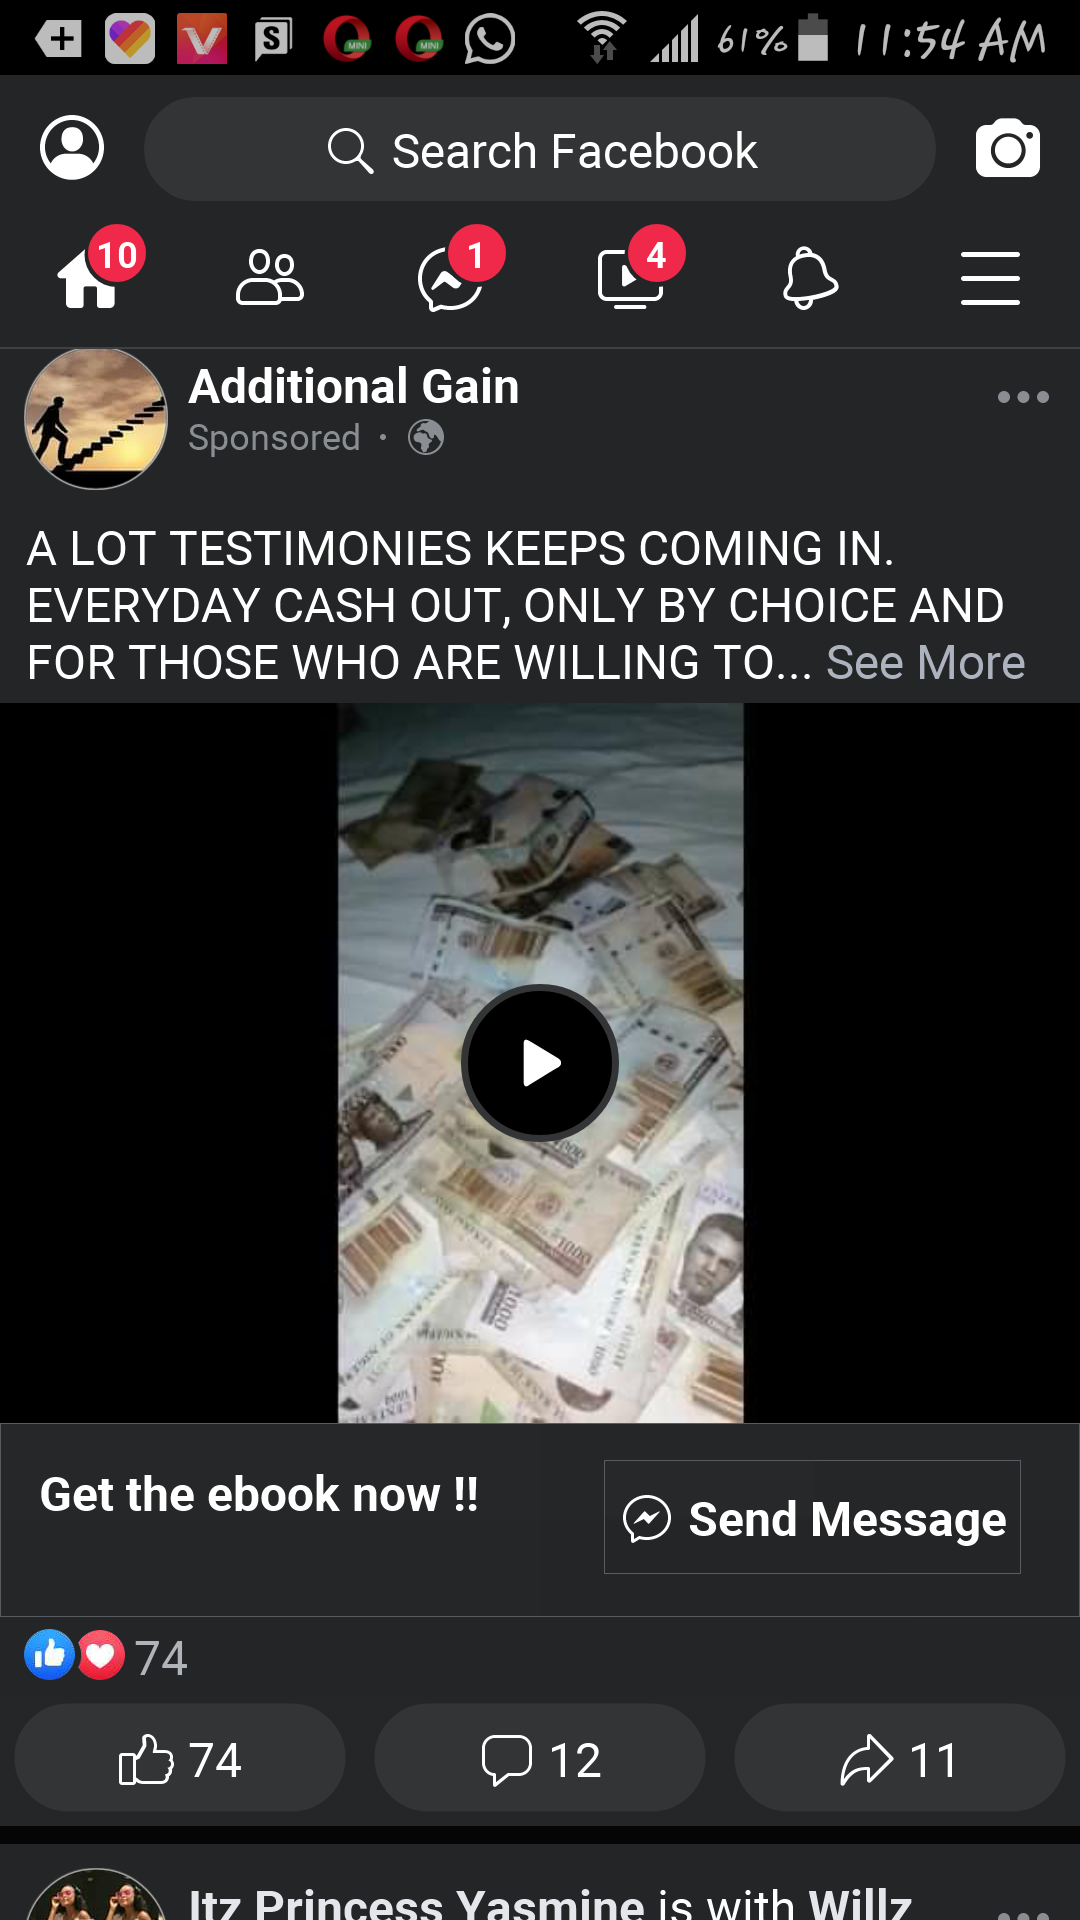 61% 11:54 AM
Search Facebook
10 1 4
Additional Gain
Sponsored ·
A LOT TESTIMONIES KEEPS COMING IN.
EVERYDAY CASH OUT, ONLY BY CHOICE AND
FOR THOSE WHO ARE WILLING TO... See More
1000
Get the ebook now !!
Send Message
74
74 12 11
Itz Princess Yasmine is with Willz